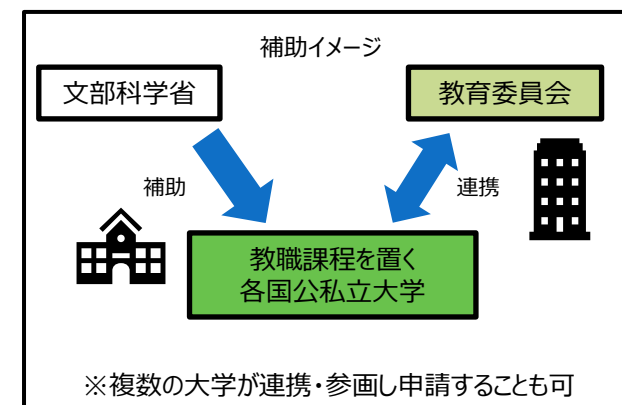 補助イメージ
文部科学省
教育委員会
補助
連携
教職課程を置く
各国公私立大学
※複数の大学が連携・参画し申請することも可